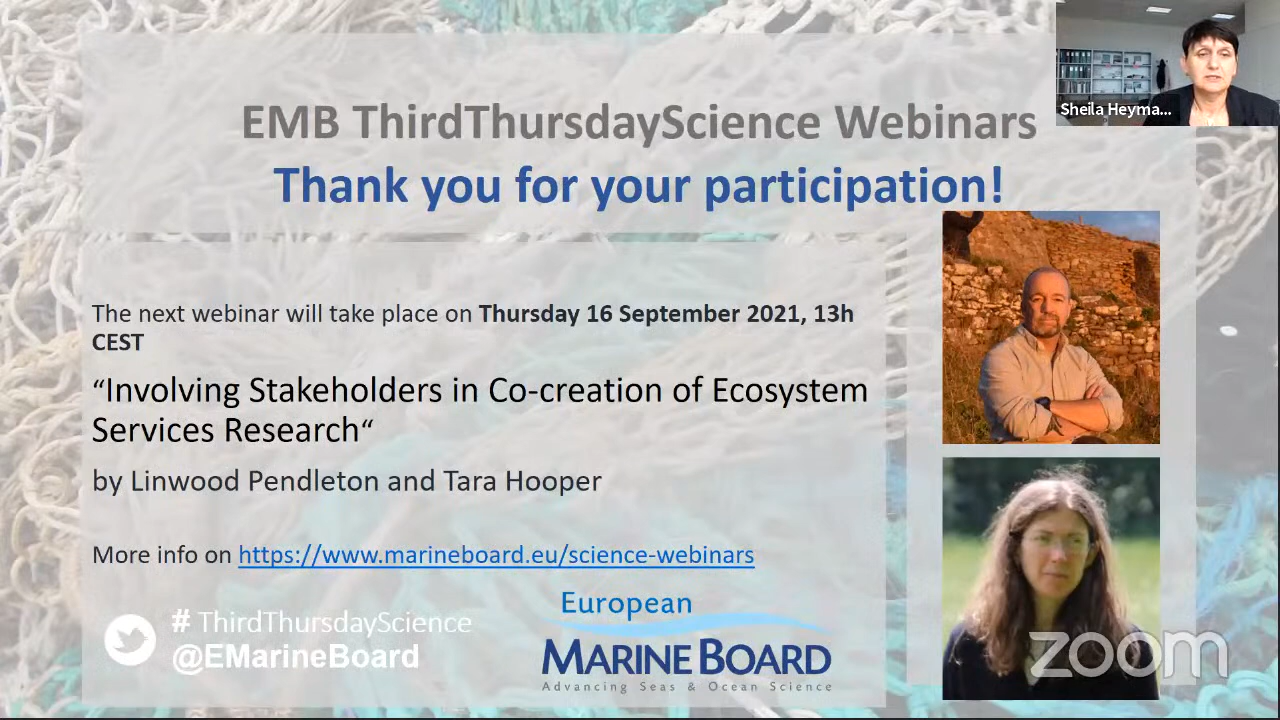 Sheila Heyma...
EMB ThirdThursdayScience Webinars
Thank you for your participation!
The next webinar will take place on Thursday 16 September 2021, 13h
CEST
“Involving Stakeholders in Co-creation of Ecosystem
Services Research“
by Linwood Pendleton and Tara Hooper
More info on https://www.marineboard.eu/science-webinars
# ThirdThursdayScience
@EMarineBoard
European
MARINE BOARD
Advancing Seas & Ocean Science
zoom